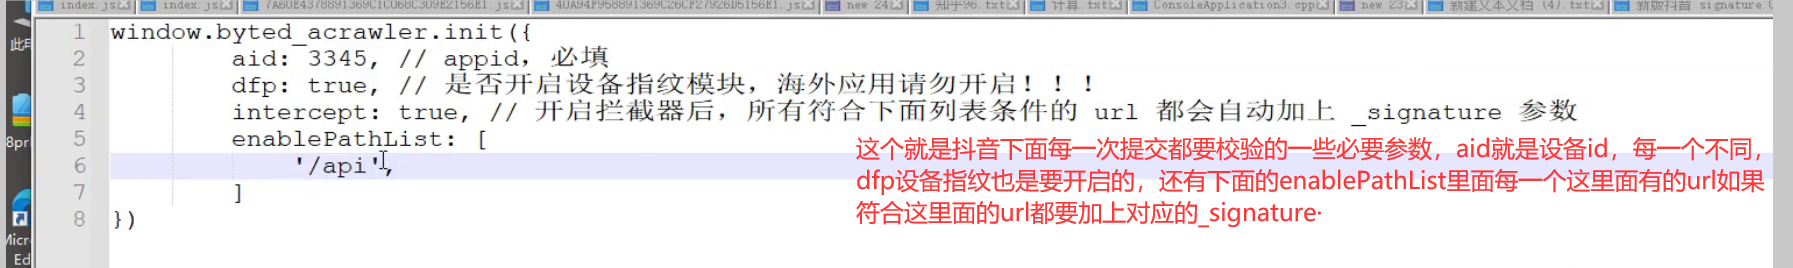 index.js
index.js
7A60E4378891369C1C068C309E2156E1.js
40A94F958891369C26CF27926D5156E1.js
new 24
知乎96.txt
计算.txt
ConsoleApplication3.cpp
new 23
新建文本文档 (4).txt
新版抖音 signature
1 window.byted_acrawler.init({
2 aid: 3345, // appid，必填
3 dfp: true, // 是否开启设备指纹模块，海外应用请勿开启！！！
4 intercept: true, // 开启拦截器后，所有符合下面列表条件的 url 都会自动加上 _signature 参数
5 enablePathList: [
6 '/api',
7 ]
8 })
这个就是抖音下面每一次提交都要校验的一些必要参数，aid就是设备id，每一个不同，
dfp设备指纹也是要开启的，还有下面的enablePathList里面每一个这里面有的url如果
符合这里面的url都要加上对应的_signature·
此
8pr
Micr
Ed